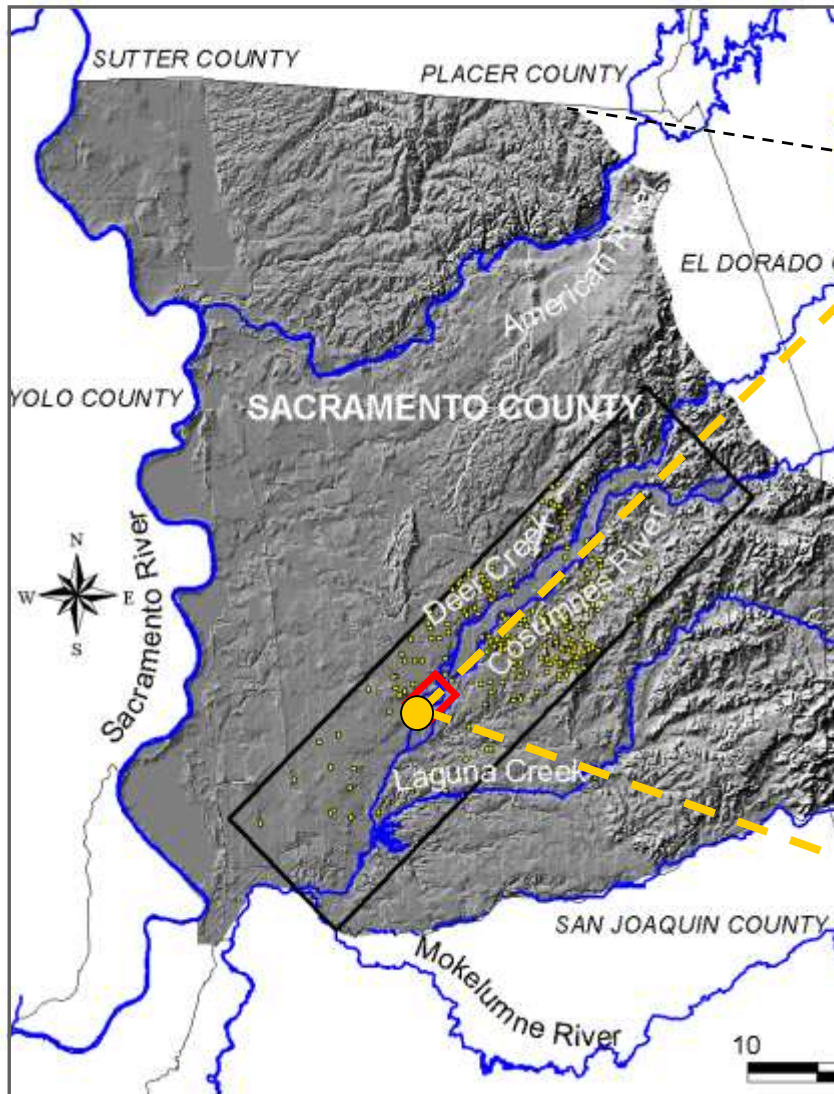 SUTTER COUNTY
PLACER COUNTY
American River
EL DORADO
YOLO COUNTY
SACRAMENTO COUNTY
N
W
E
S
Sacramento River
Deer Creek
Cosumnes River
Laguna Creek
SAN JOAQUIN COUNTY
Mokelumne River
10